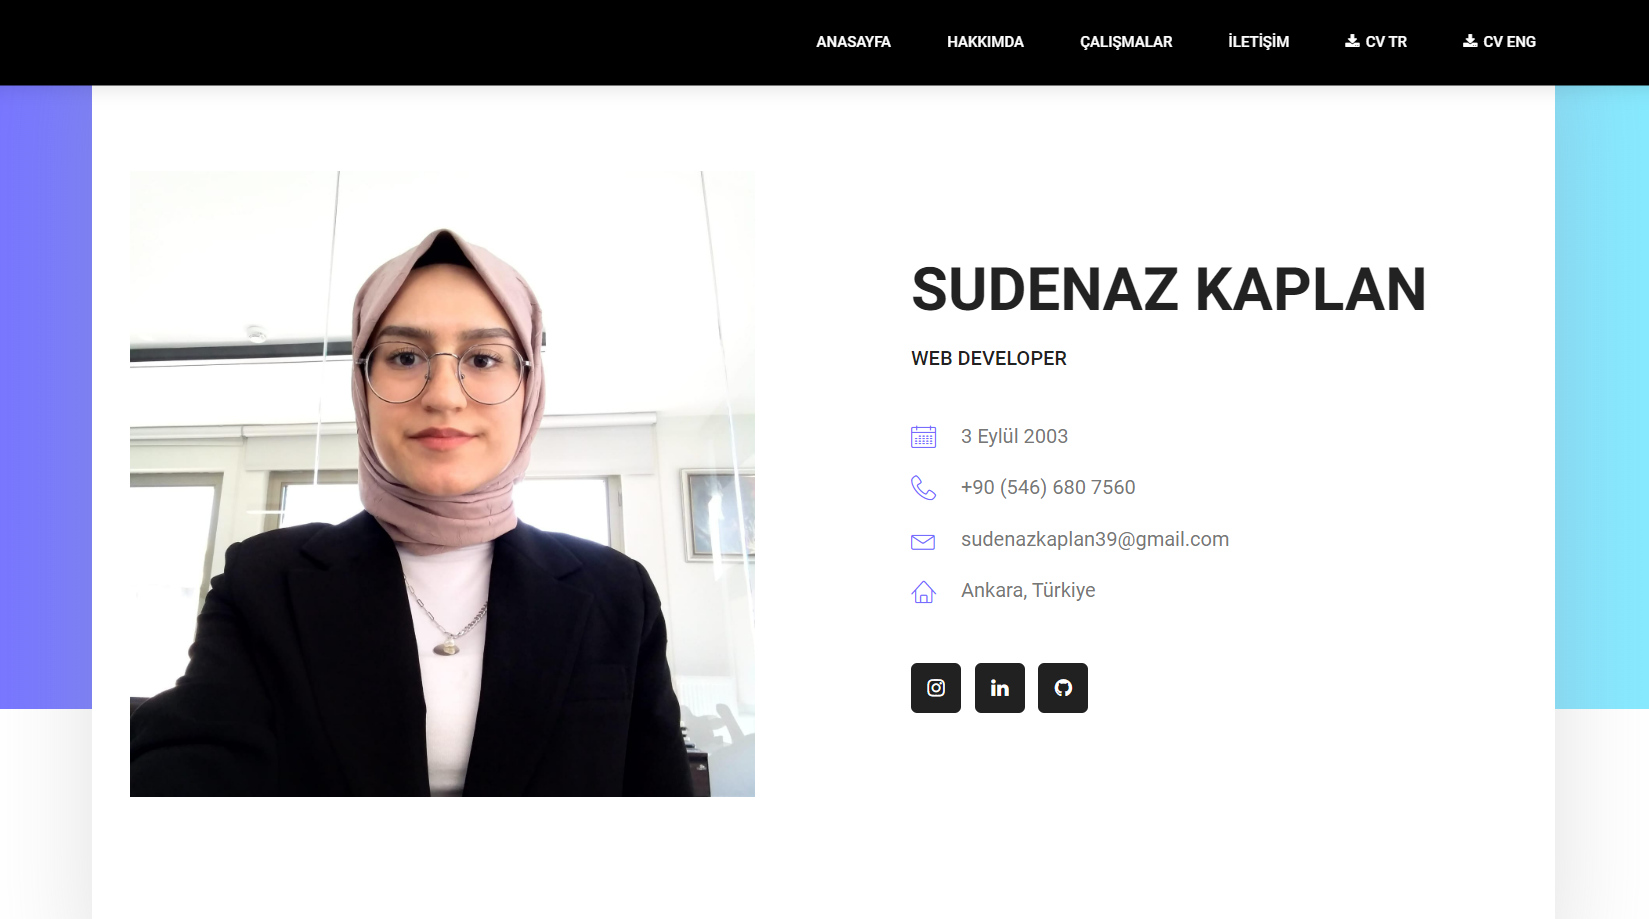 ANASAYFA HAKKIMDA ÇALIŞMALAR İLETİŞİM CV TR CV ENG
SUDENAZ KAPLAN
WEB DEVELOPER
3 Eylül 2003
+90 (546) 680 7560
sudenazkaplan39@gmail.com
Ankara, Türkiye
in